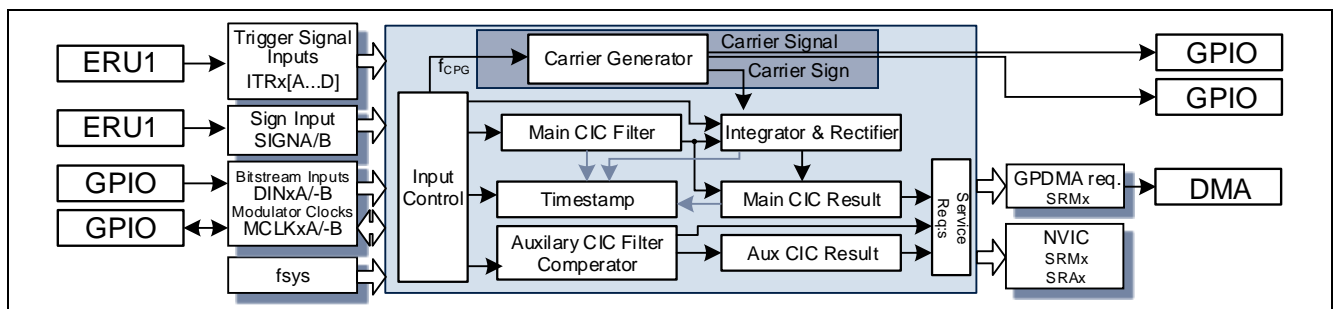 ERU1
ERU1
GPIO
GPIO
Trigger Signal
Inputs
ITRx[A...D]
Sign Input
SIGNA/B
Bitstream Inputs
DINxA/-B
Modulator Clocks
MCLKxA/-B
fsys
fCPG
Input
Control
Carrier Generator
Carrier Signal
Carrier Sign
Main CIC Filter
Integrator & Rectifier
Timestamp
Main CIC Result
Auxilary CIC Filter
Comperator
Aux CIC Result
Service
Req:s
GPDMA req.
SRMx
NVIC
SRMx
SRAx
GPIO
GPIO
DMA